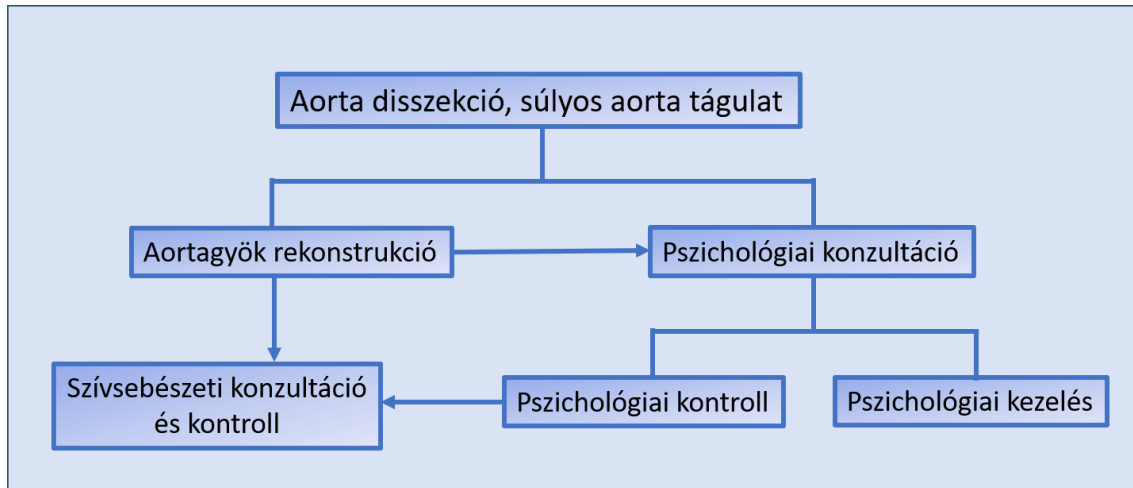 Aorta disszekció, súlyos aorta tágulat
Aortagyök rekonstrukció
Pszichológiai konzultáció
Szívsebészeti konzultáció
és kontroll
Pszichológiai kontroll
Pszichológiai kezelés